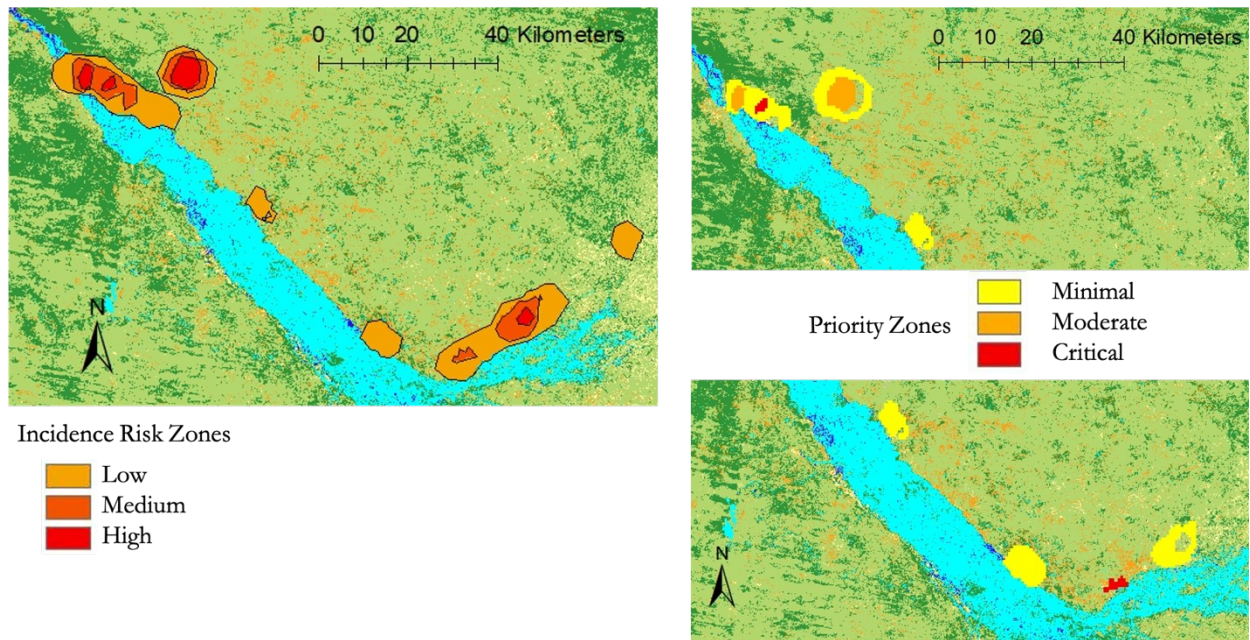 0 10 20 40 Kilometers
N
Incidence Risk Zones
Low
Medium
High
0 10 20 40 Kilometers
Priority Zones
Minimal
Moderate
Critical
N